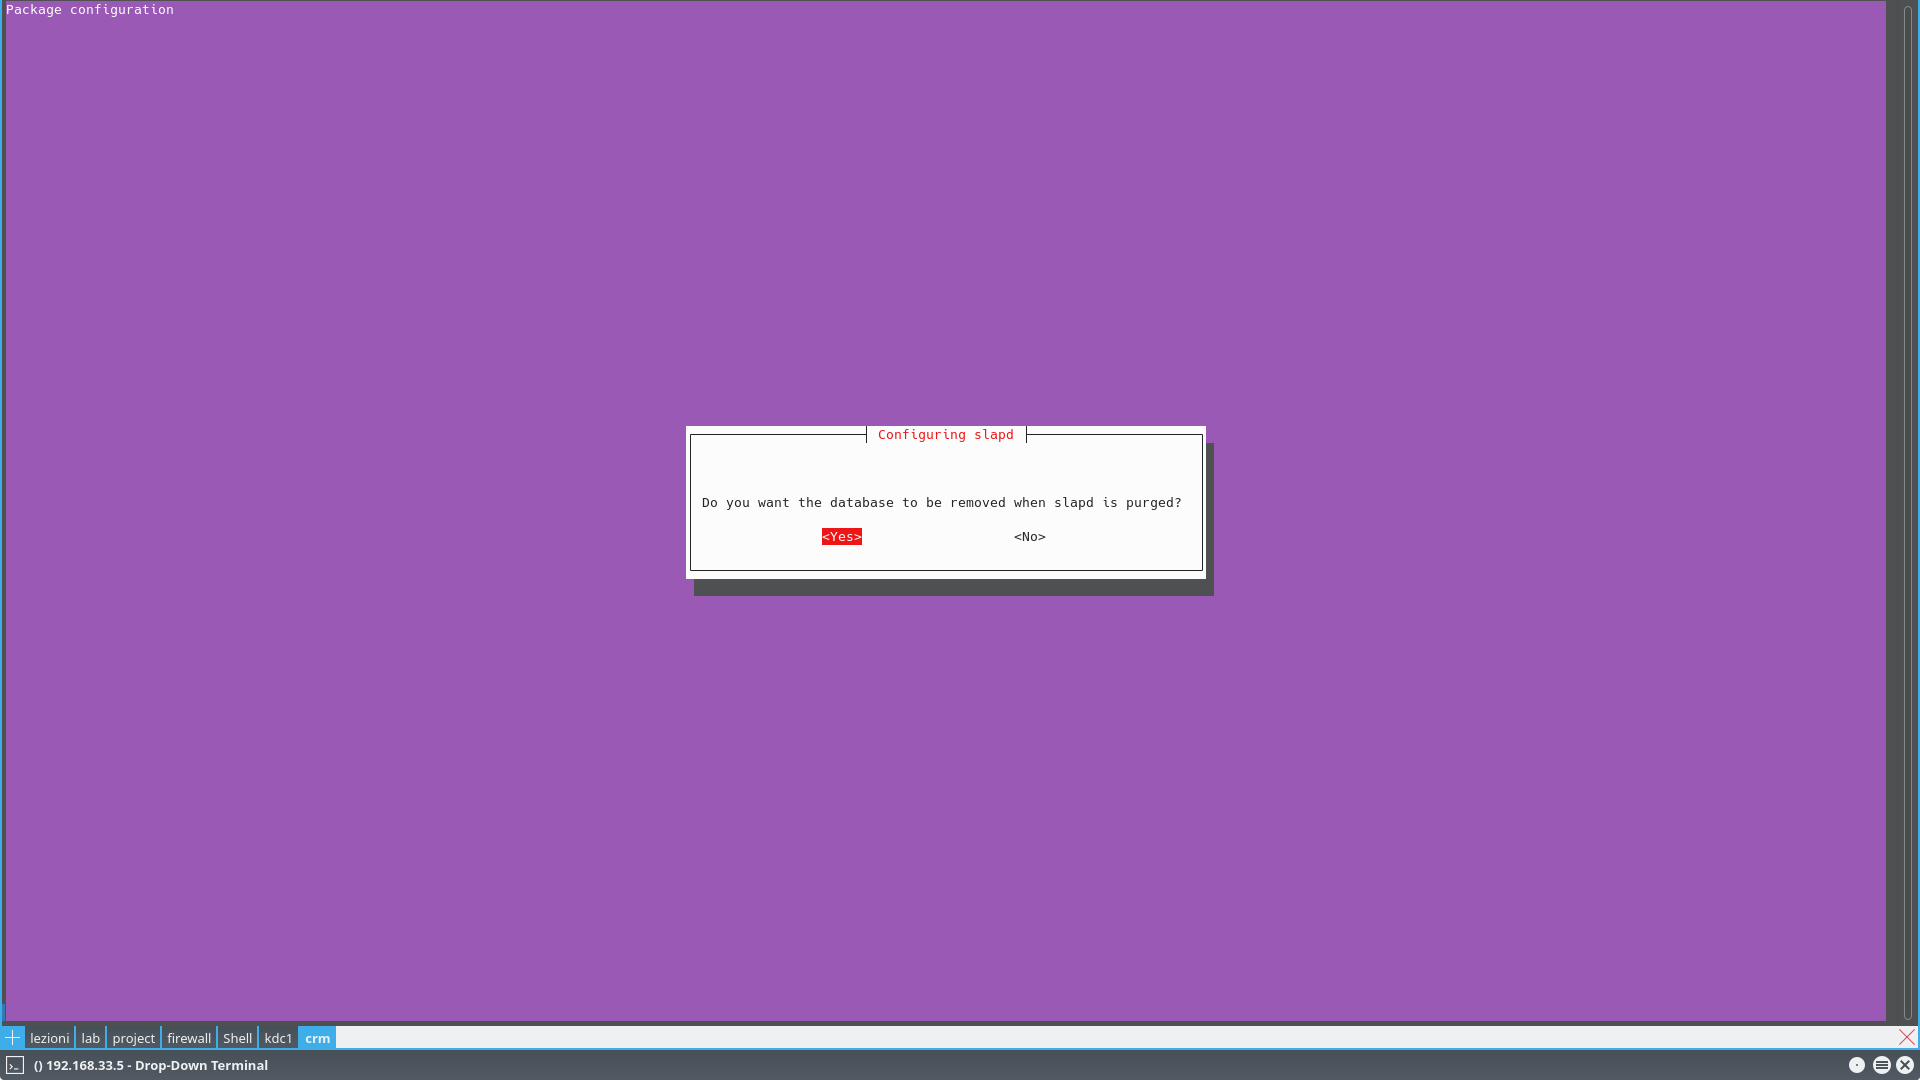 Package configuration
Configuring slapd
Do you want the database to be removed when slapd is purged?
<Yes> <No>
lezioni lab project firewall Shell kdc1 crm
() 192.168.33.5 - Drop-Down Terminal